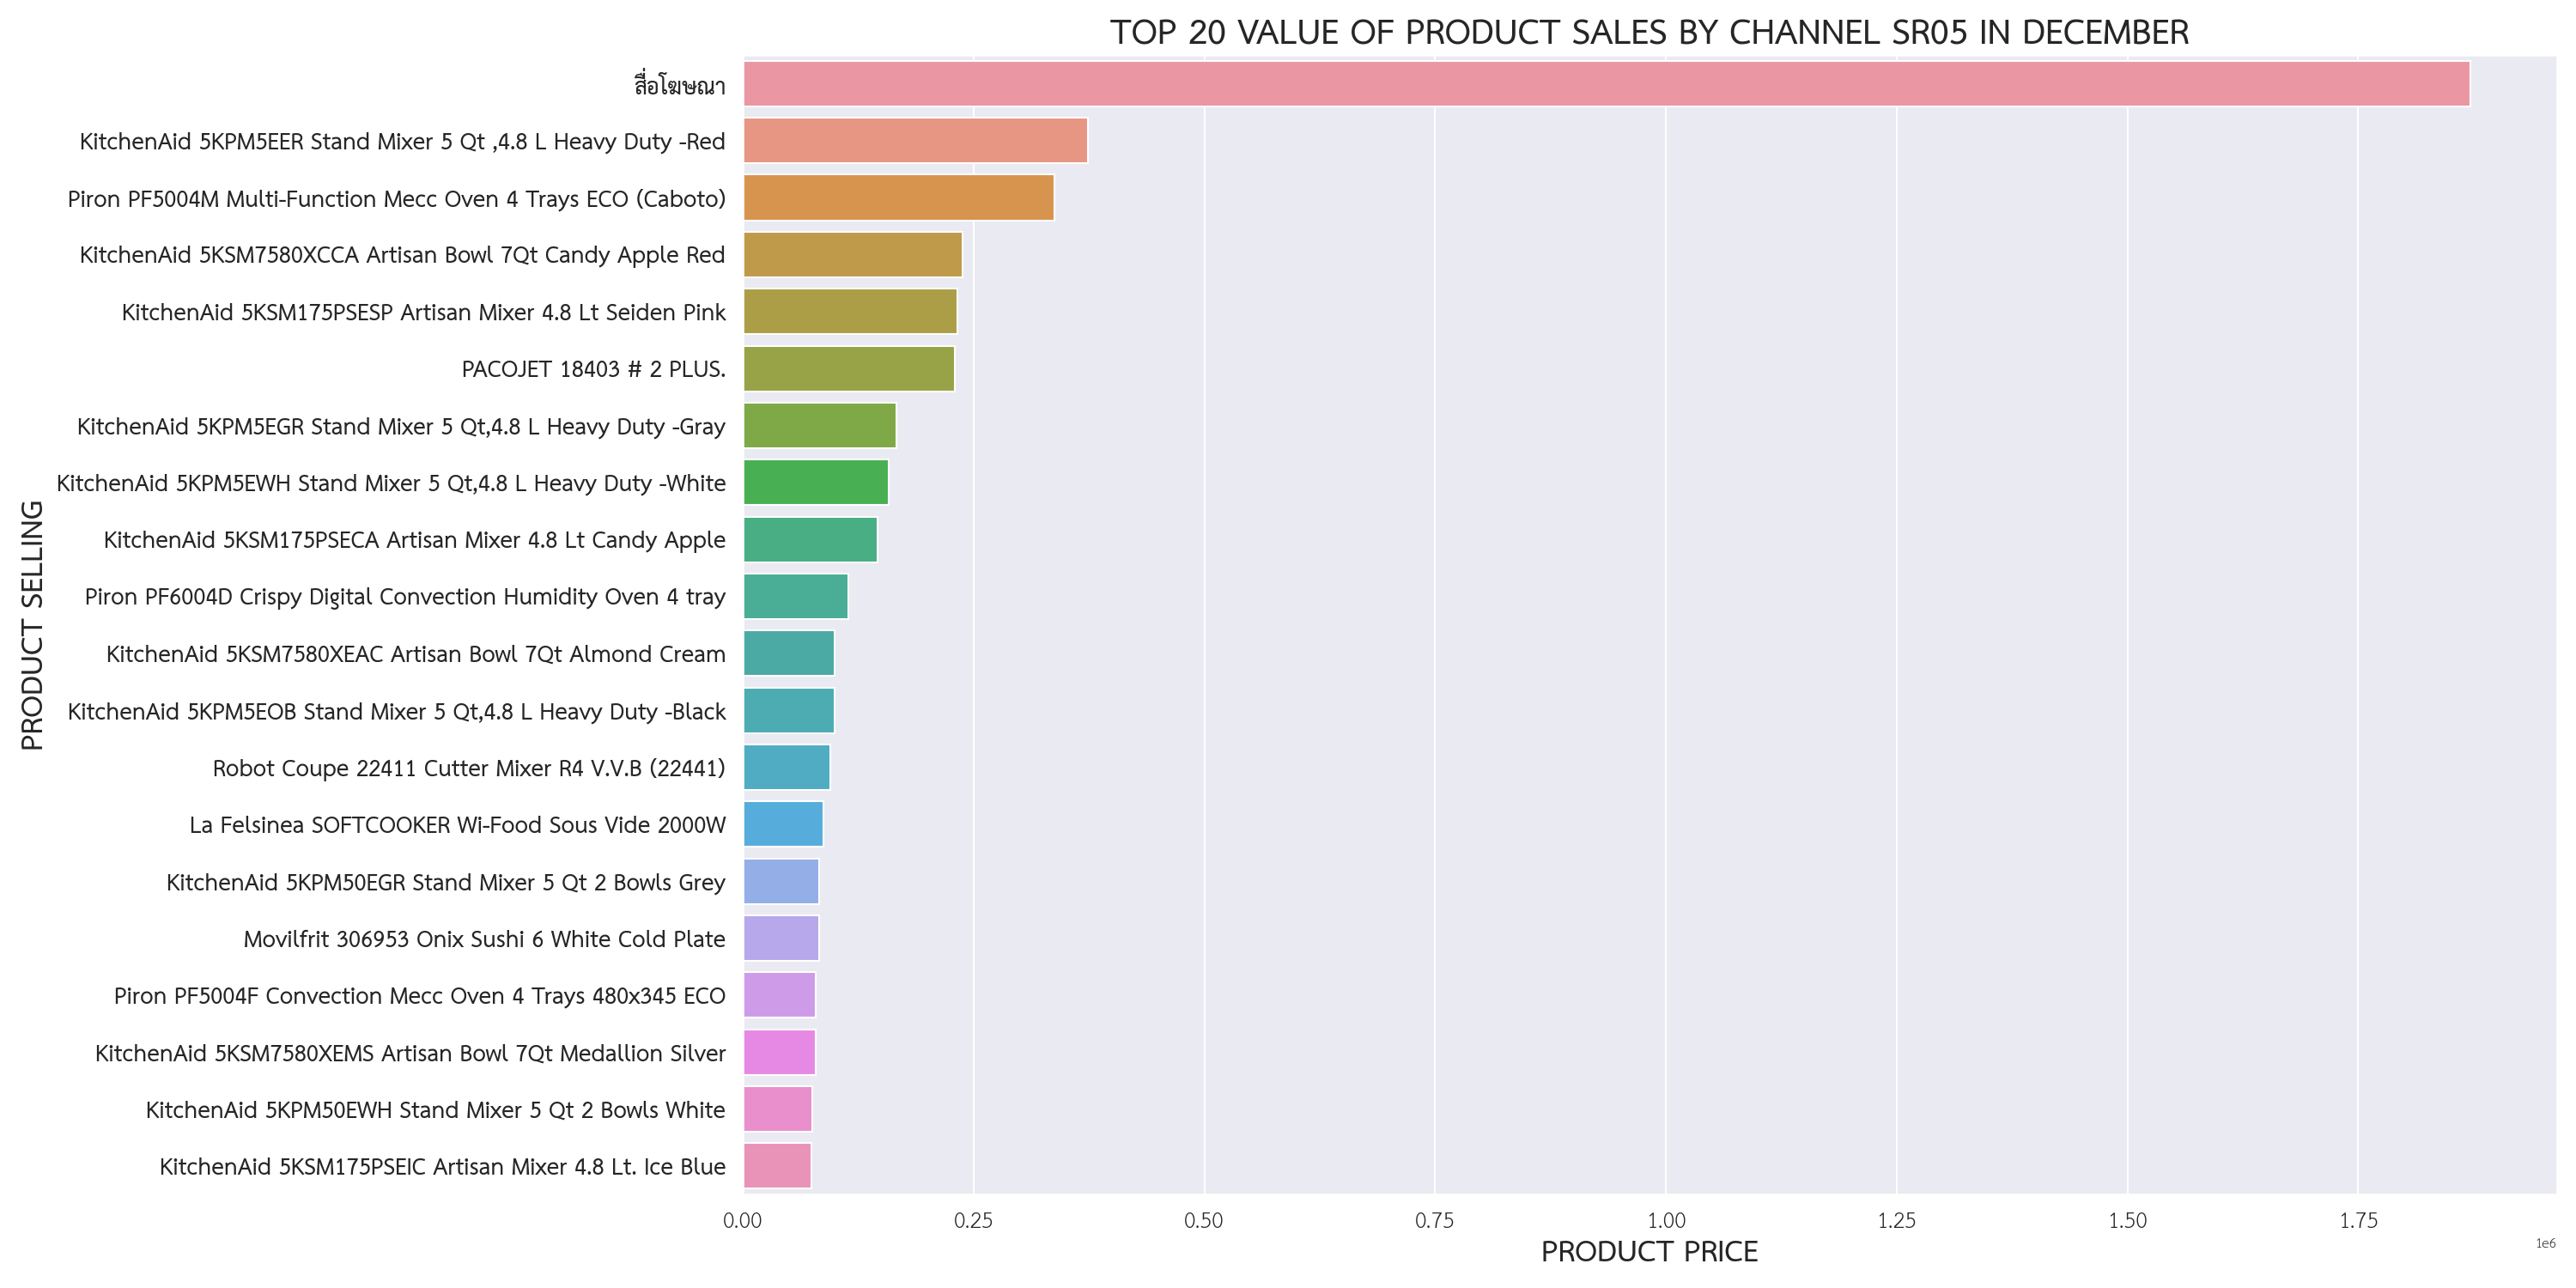 TOP 20 VALUE OF PRODUCT SALES BY CHANNEL SR05 IN DECEMBER
สื่อโฆษณา
KitchenAid 5KPM5EER Stand Mixer 5 Qt ,4.8 L Heavy Duty -Red
Piron PF5004M Multi-Function Mecc Oven 4 Trays ECO (Caboto)
KitchenAid 5KSM7580XCCA Artisan Bowl 7Qt Candy Apple Red
KitchenAid 5KSM175PSESP Artisan Mixer 4.8 Lt Seiden Pink
PACOJET 18403 # 2 PLUS.
KitchenAid 5KPM5EGR Stand Mixer 5 Qt,4.8 L Heavy Duty -Gray
KitchenAid 5KPM5EWH Stand Mixer 5 Qt,4.8 L Heavy Duty -White
KitchenAid 5KSM175PSECA Artisan Mixer 4.8 Lt Candy Apple
Piron PF6004D Crispy Digital Convection Humidity Oven 4 tray
KitchenAid 5KSM7580XEAC Artisan Bowl 7Qt Almond Cream
KitchenAid 5KPM5EOB Stand Mixer 5 Qt,4.8 L Heavy Duty -Black
Robot Coupe 22411 Cutter Mixer R4 V.V.B (22441)
La Felsinea SOFTCOOKER Wi-Food Sous Vide 2000W
KitchenAid 5KPM50EGR Stand Mixer 5 Qt 2 Bowls Grey
Movilfrit 306953 Onix Sushi 6 White Cold Plate
Piron PF5004F Convection Mecc Oven 4 Trays 480x345 ECO
KitchenAid 5KSM7580XEMS Artisan Bowl 7Qt Medallion Silver
KitchenAid 5KPM50EWH Stand Mixer 5 Qt 2 Bowls White
KitchenAid 5KSM175PSEIC Artisan Mixer 4.8 Lt. Ice Blue
PRODUCT SELLING
0.00 0.25 0.50 0.75 1.00 1.25 1.50 1.75
1e6
PRODUCT PRICE